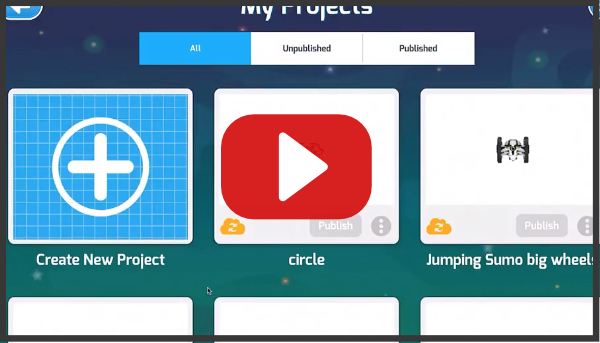 My Projects
All Unpublished Published
Publish Publish
Create New Project circle Jumping Sumo big wheels